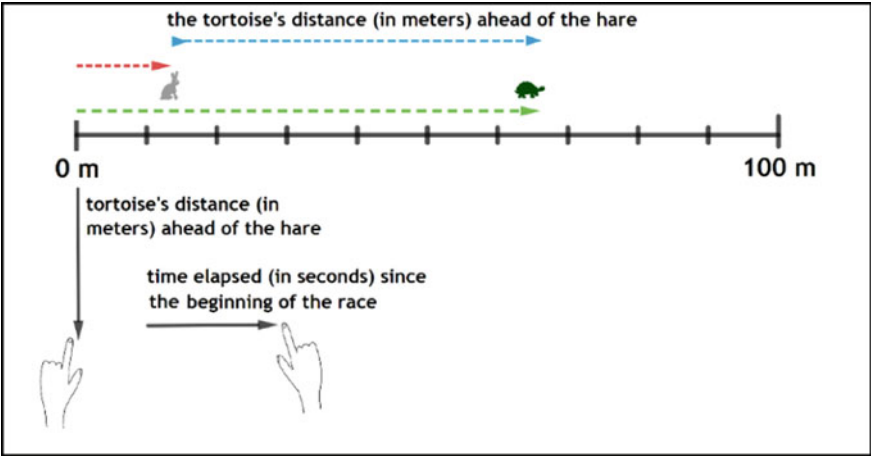 the tortoise's distance (in meters) ahead of the hare
0 m
100 m
tortoise's distance (in
meters) ahead of the hare
time elapsed (in seconds) since
the beginning of the race